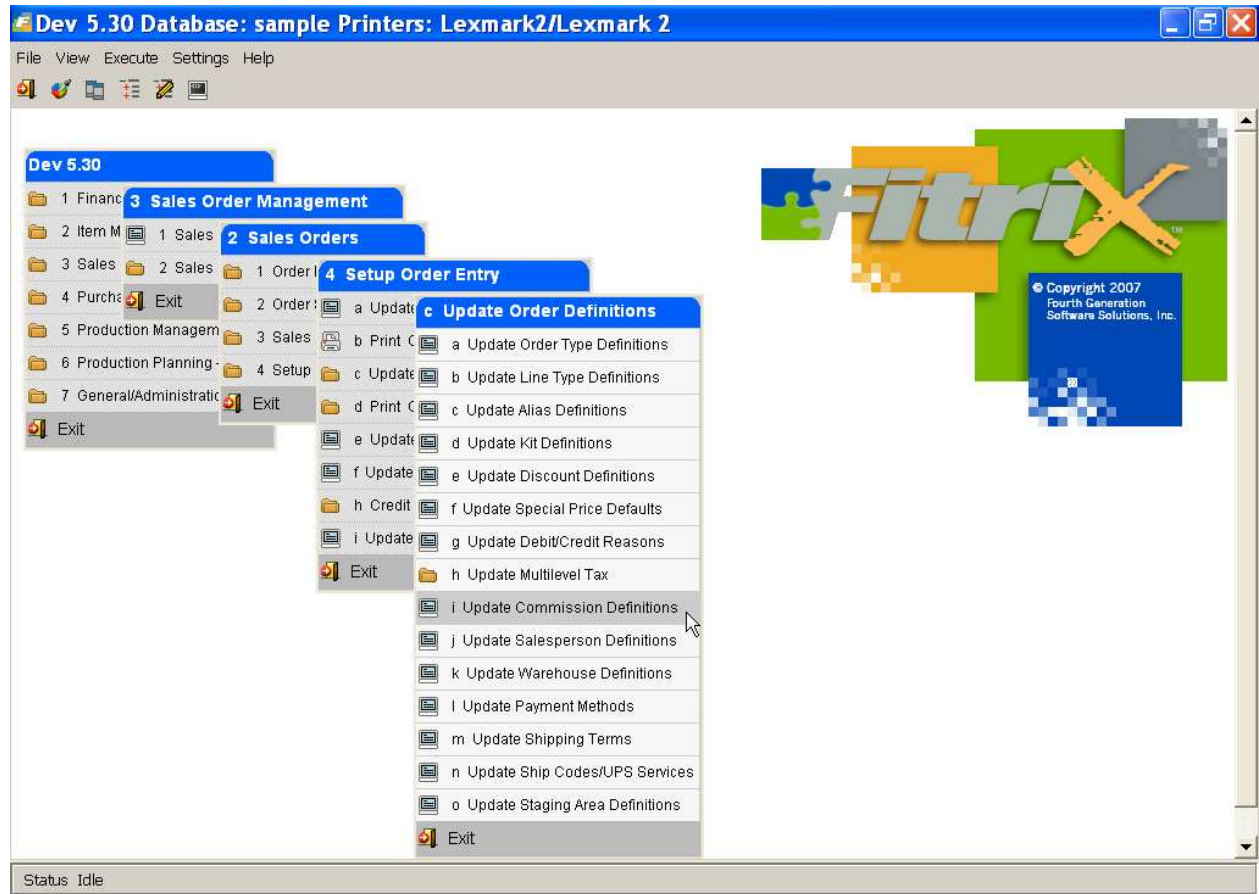 Dev 5.30 Database: sample Printers: Lexmark2/Lexmark 2
File View Execute Settings Help
Dev 5.30
1 Financ
2 Item M
3 Sales
4 Purcha
5 Production Managem
6 Production Planning -
7 General/Administratic
Exit
3 Sales Order Management
1 Sales
2 Sales
Exit
2 Sales Orders
1 Order I
2 Order
3 Sales
4 Setup
Exit
4 Setup Order Entry
a Update
b Print
c Update
d Print
e Update
f Update
h Credit
i Update
Exit
c Update Order Definitions
a Update Order Type Definitions
b Update Line Type Definitions
c Update Alias Definitions
d Update Kit Definitions
e Update Discount Definitions
f Update Special Price Defaults
g Update Debit/Credit Reasons
h Update Multilevel Tax
i Update Commission Definitions
j Update Salesperson Definitions
k Update Warehouse Definitions
l Update Payment Methods
m Update Shipping Terms
n Update Ship Codes/UPS Services
o Update Staging Area Definitions
Exit
FitriX ™
© Copyright 2007
Fourth Generation
Software Solutions, Inc.
Status Idle